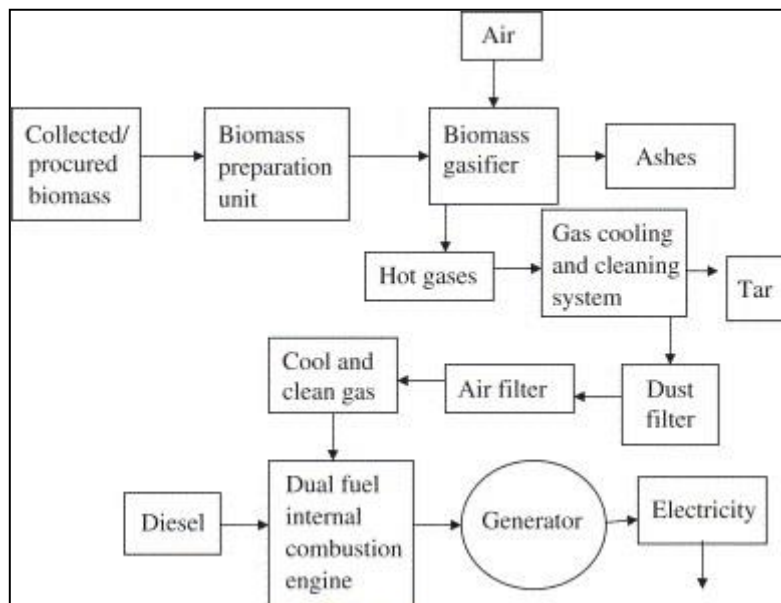 Air
Collected/
procured
biomass
Biomass
preparation
unit
Biomass
gasifier
Ashes
Hot gases
Gas cooling
and cleaning
system
Tar
Cool and
clean gas
Air filter
Dust
filter
Diesel
Dual fuel
internal
combustion
engine
Generator
Electricity